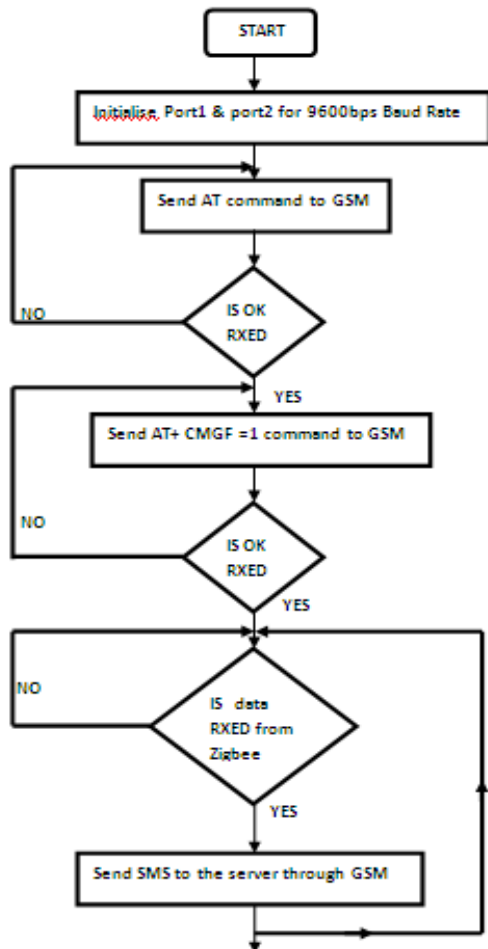 START
Initialise Port1 & port2 for 9600bps Baud Rate
Send AT command to GSM
IS OK
RXED
NO
YES
Send AT+ CMGF =1 command to GSM
NO
IS OK
RXED
YES
NO
IS data
RXED from
Zigbee
YES
Send SMS to the server through GSM